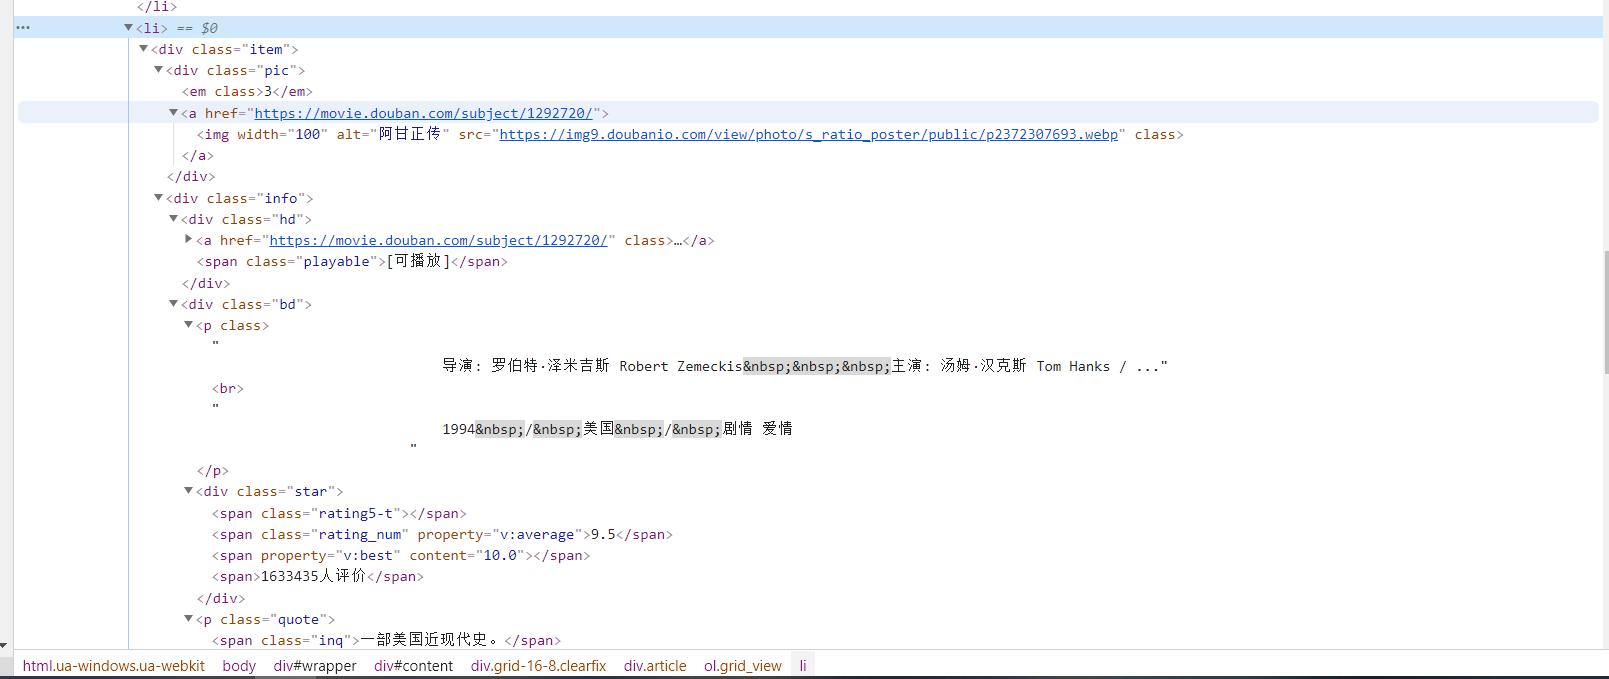 </li>
<li> == $0
<div class="item">
<div class="pic">
<em class>3</em>
<a href="https://movie.douban.com/subject/1292720/">
<img width="100" alt="阿甘正传" src="https://img9.doubanio.com/view/photo/s_ratio_poster/public/p2372307693.webp" class>
</a>
</div>
<div class="info">
<div class="hd">
<a href="https://movie.douban.com/subject/1292720/" class>…</a>
<span class="playable">[可播放]</span>
</div>
<div class="bd">
<p class>
"
导演: 罗伯特·泽米吉斯 Robert Zemeckis&nbsp;&nbsp;&nbsp;主演: 汤姆·汉克斯 Tom Hanks / ..."
<br>
"
1994&nbsp;/&nbsp;美国&nbsp;/&nbsp;剧情 爱情
"
</p>
<div class="star">
<span class="rating5-t"></span>
<span class="rating_num" property="v:average">9.5</span>
<span property="v:best" content="10.0"></span>
<span>1633435人评价</span>
</div>
<p class="quote">
<span class="inq">一部美国近现代史。</span>
html.ua-windows.ua-webkit body div#wrapper div#content div.grid-16-8.clearfix div.article ol.grid_view li